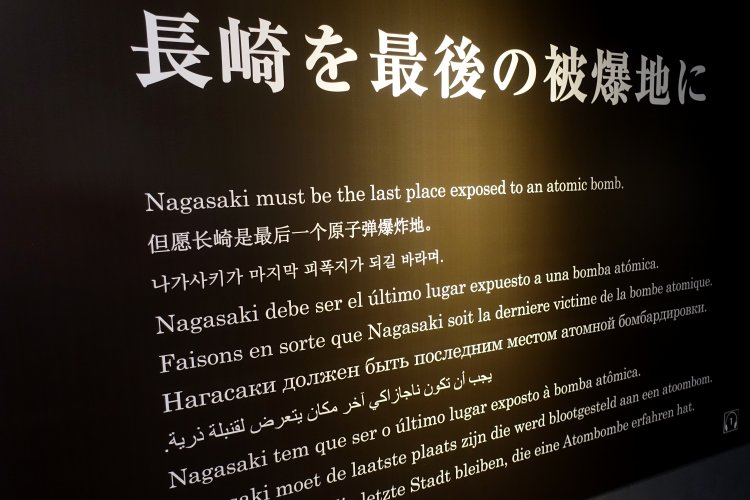 長崎を最後の被爆地に
Nagasaki must be the last place exposed to an atomic bomb.
但愿长崎是最后一个原子弹爆炸地。
나가사키가 마지막 피폭지가 되길 바라며.
Nagasaki debe ser el último lugar expuesto a una bomba atómica.
Faisons en sorte que Nagasaki soit la derniere victime de la bombe atomique.
Нагасаки должен быть последним местом атомной бомбардировки.
يجب أن تكون ناجازاكي آخر مكان يتعرض لقنبلة ذرية.
Nagasaki tem que ser o último lugar exposto à bomba atômica.
saki moet de laatste plaats zijn die werd blootgesteld aan een atoombom.
letzte Stadt bleiben, die eine Atombombe erfahren hat.